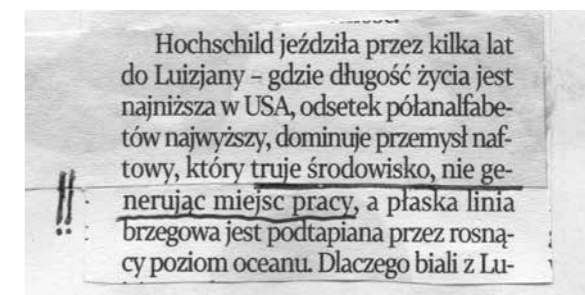 Hochschild jeździła przez kilka lat
do Luizjany – gdzie długość życia jest
najniższa w USA, odsetek półanalfabe-
tów najwyższy, dominuje przemysł naf-
towy, który truje środowisko, nie ge-
!! nerując miejsc pracy, a płaska linia
brzegowa jest podtapiana przez rosną-
cy poziom oceanu. Dlaczego biali z Lu-